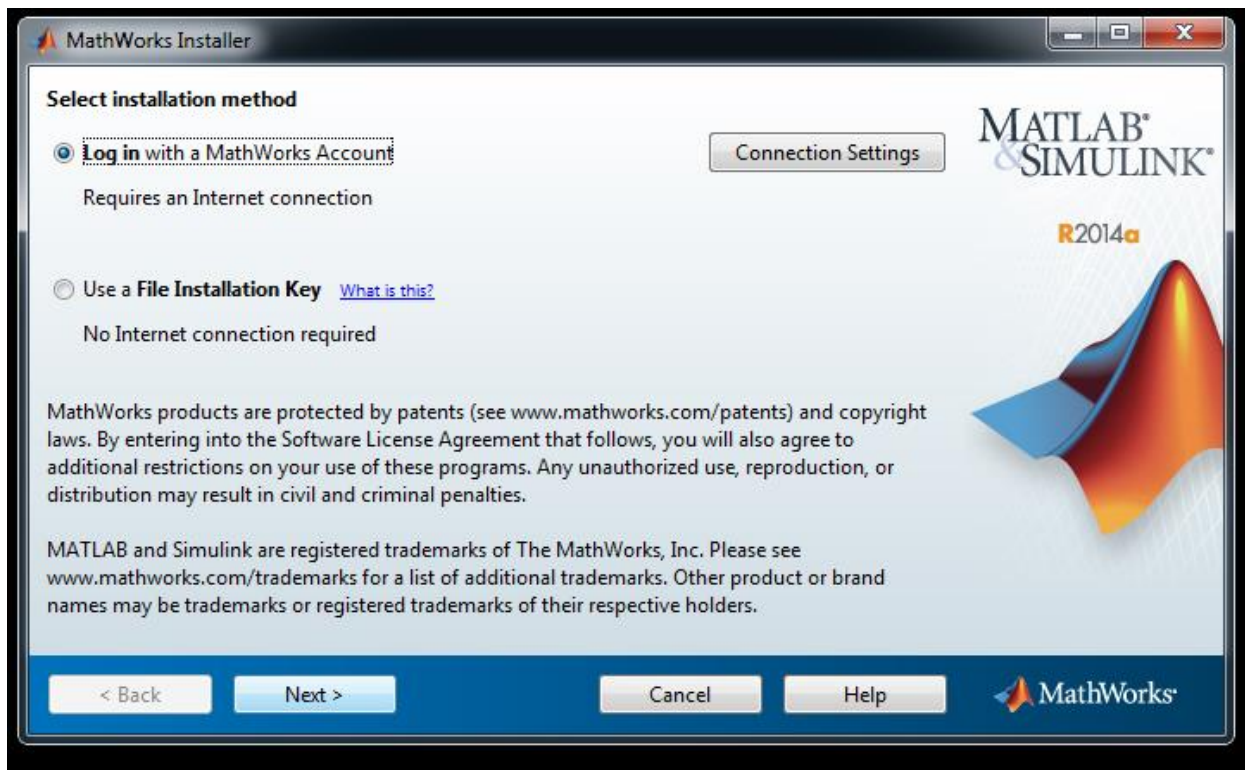 MathWorks Installer
Select installation method
Log in with a MathWorks Account
Connection Settings
Requires an Internet connection
Use a File Installation Key What is this?
No Internet connection required
MathWorks products are protected by patents (see www.mathworks.com/patents) and copyright
laws. By entering into the Software License Agreement that follows, you will also agree to
additional restrictions on your use of these programs. Any unauthorized use, reproduction, or
distribution may result in civil and criminal penalties.
MATLAB and Simulink are registered trademarks of The MathWorks, Inc. Please see
www.mathworks.com/trademarks for a list of additional trademarks. Other product or brand
names may be trademarks or registered trademarks of their respective holders.
MATLAB®
&SIMULINK®
R2014a
< Back
Next >
Cancel
Help
MathWorks®